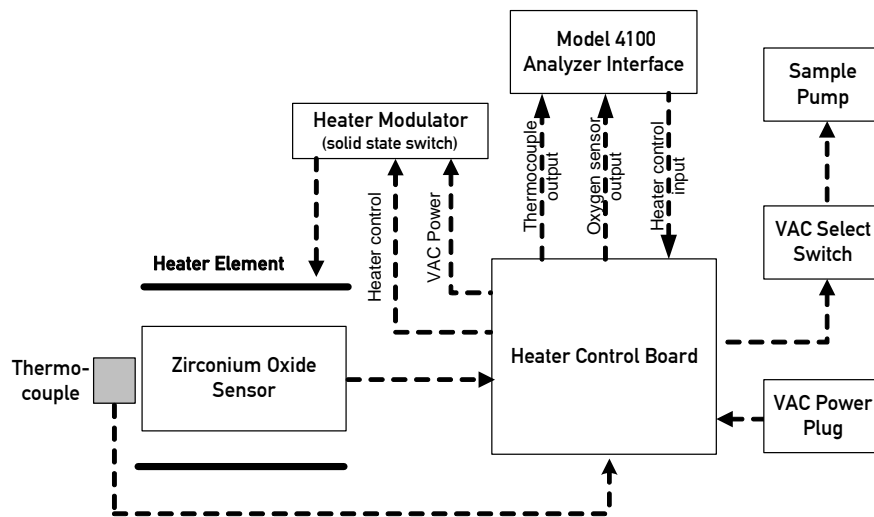 Model 4100
Analyzer Interface
Sample
Pump
Heater Modulator
(solid state switch)
Thermocouple
output
Oxygen sensor
output
Heater control
input
Heater control
VAC Power
VAC Select
Switch
Heater Element
Thermo-
couple
Zirconium Oxide
Sensor
Heater Control Board
VAC Power
Plug